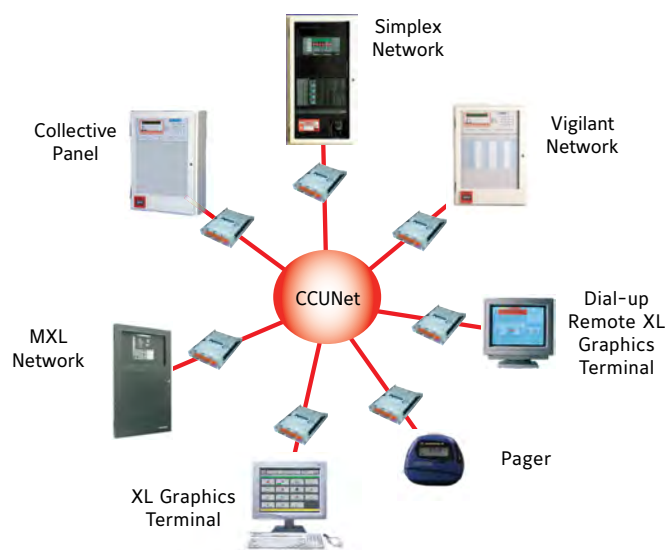 Simplex
Network
Collective
Panel
Vigilant
Network
CCUNet
Dial-up
Remote XL
Graphics
Terminal
MXL
Network
Pager
XL Graphics
Terminal